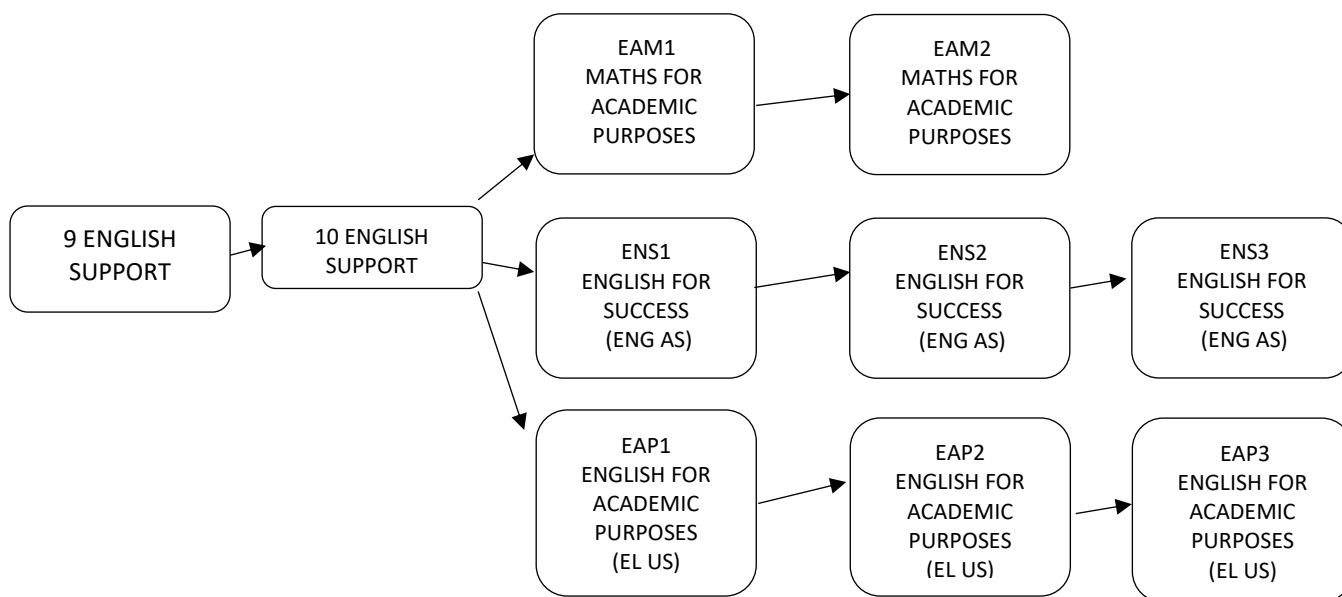 EAM1
MATHS FOR
ACADEMIC
PURPOSES
EAM2
MATHS FOR
ACADEMIC
PURPOSES
9 ENGLISH
SUPPORT
10 ENGLISH
SUPPORT
ENS1
ENGLISH FOR
SUCCESS
(ENG AS)
ENS2
ENGLISH FOR
SUCCESS
(ENG AS)
ENS3
ENGLISH FOR
SUCCESS
(ENG AS)
EAP1
ENGLISH FOR
ACADEMIC
PURPOSES
(EL US)
EAP2
ENGLISH FOR
ACADEMIC
PURPOSES
(EL US)
EAP3
ENGLISH FOR
ACADEMIC
PURPOSES
(EL US)